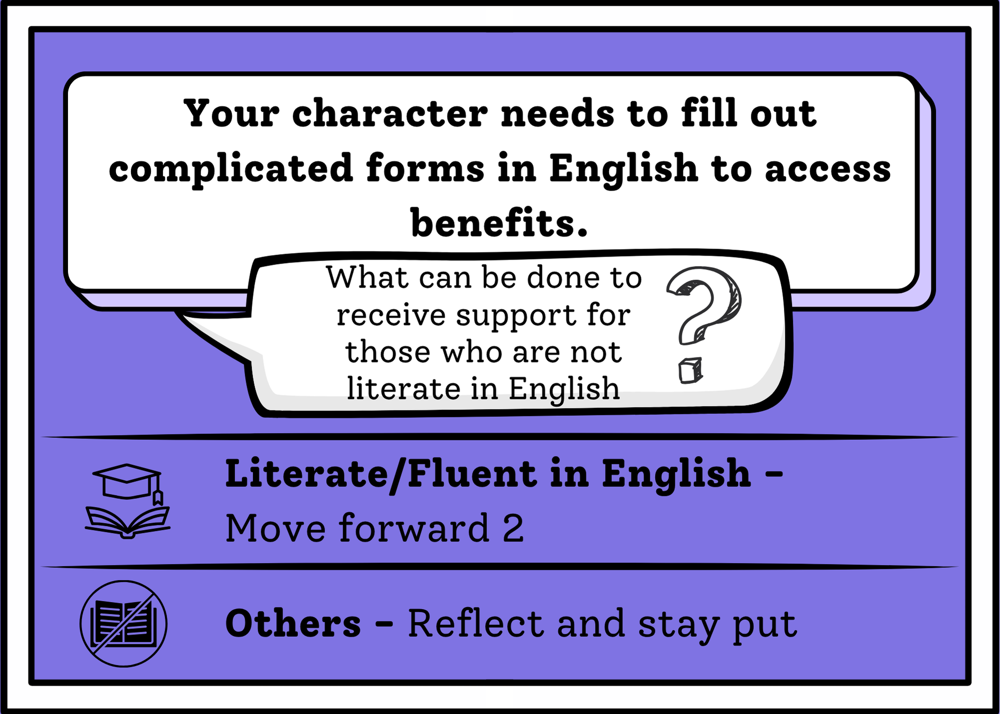 Your character needs to fill out
complicated forms in English to access
benefits.
What can be done to
receive support for
those who are not
literate in English
?
Literate/Fluent in English -
Move forward 2
Others - Reflect and stay put